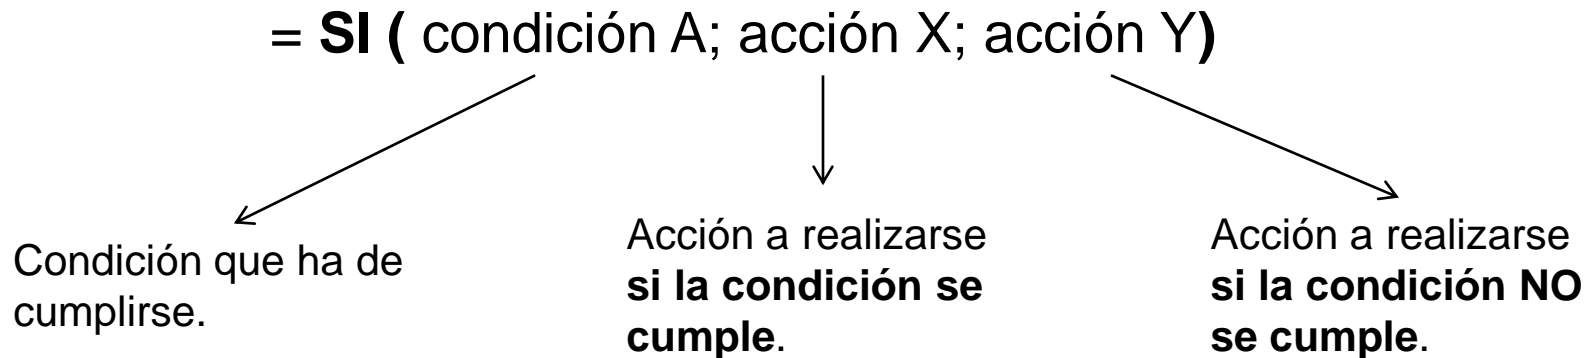 = SI ( condición A; acción X; acción Y)
Condición que ha de
cumplirse.
Acción a realizarse
si la condición se
cumple.
Acción a realizarse
si la condición NO
se cumple.